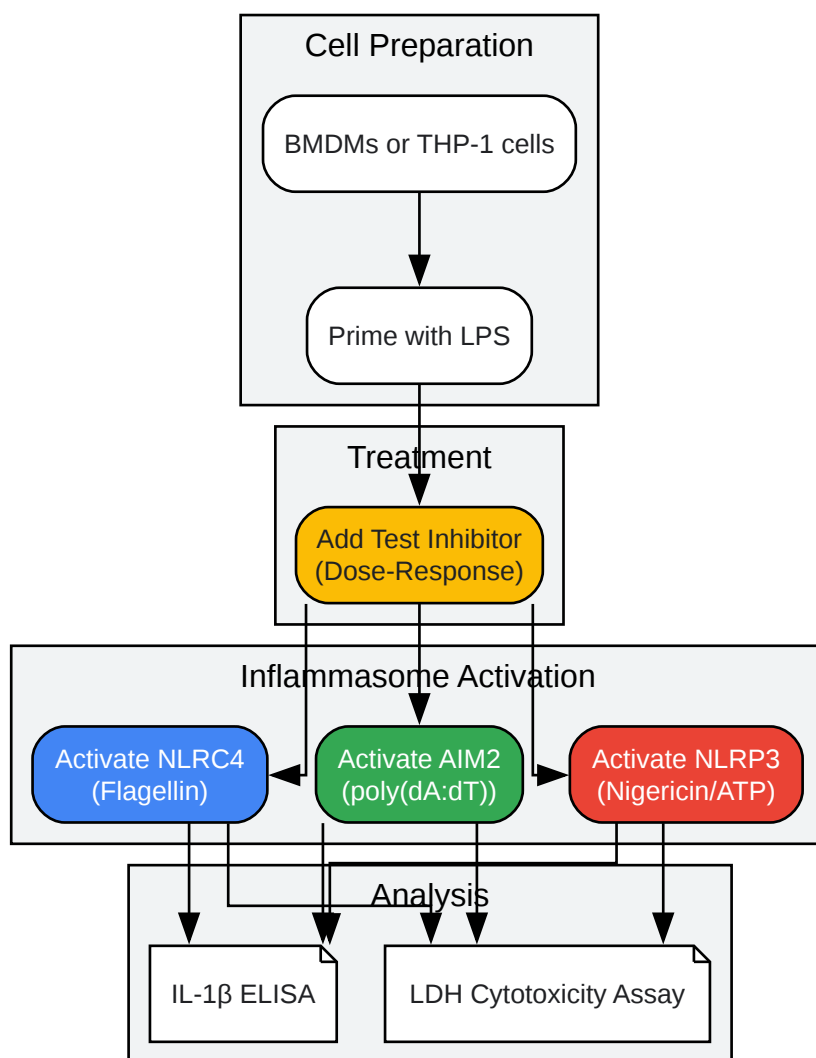 Cell Preparation
BMDMs or THP-1 cells
Prime with LPS
Treatment
Add Test Inhibitor
(Dose-Response)
Inflammasome Activation
Activate NLRC4
(Flagellin)
Activate AIM2
(poly(dA:dT))
Activate NLRP3
(Nigericin/ATP)
Analysis
IL-1β ELISA
LDH Cytotoxicity Assay